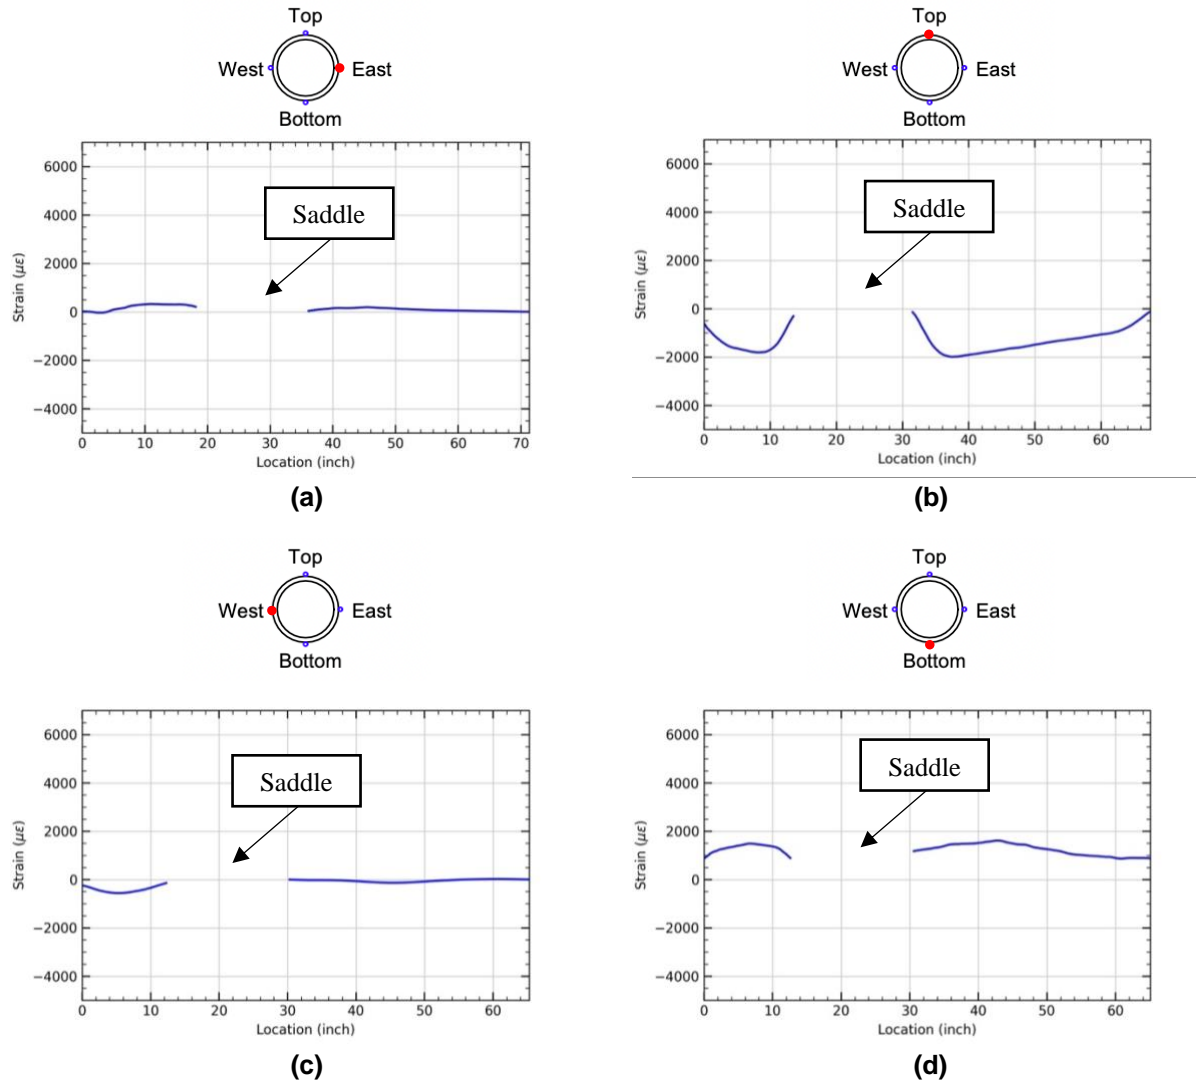 Top
West East
Bottom
Saddle
6000
4000
2000
0
−2000
−4000
Strain (με)
0 10 20 30 40 50 60 70
Location (inch)
(a)
Top
West East
Bottom
Saddle
6000
4000
2000
0
−2000
−4000
Strain (με)
0 10 20 30 40 50 60
Location (inch)
(b)
Top
West East
Bottom
Saddle
6000
4000
2000
0
−2000
−4000
Strain (με)
0 10 20 30 40 50 60
Location (inch)
(c)
Top
West East
Bottom
Saddle
6000
4000
2000
0
−2000
−4000
Strain (με)
0 10 20 30 40 50 60
Location (inch)
(d)